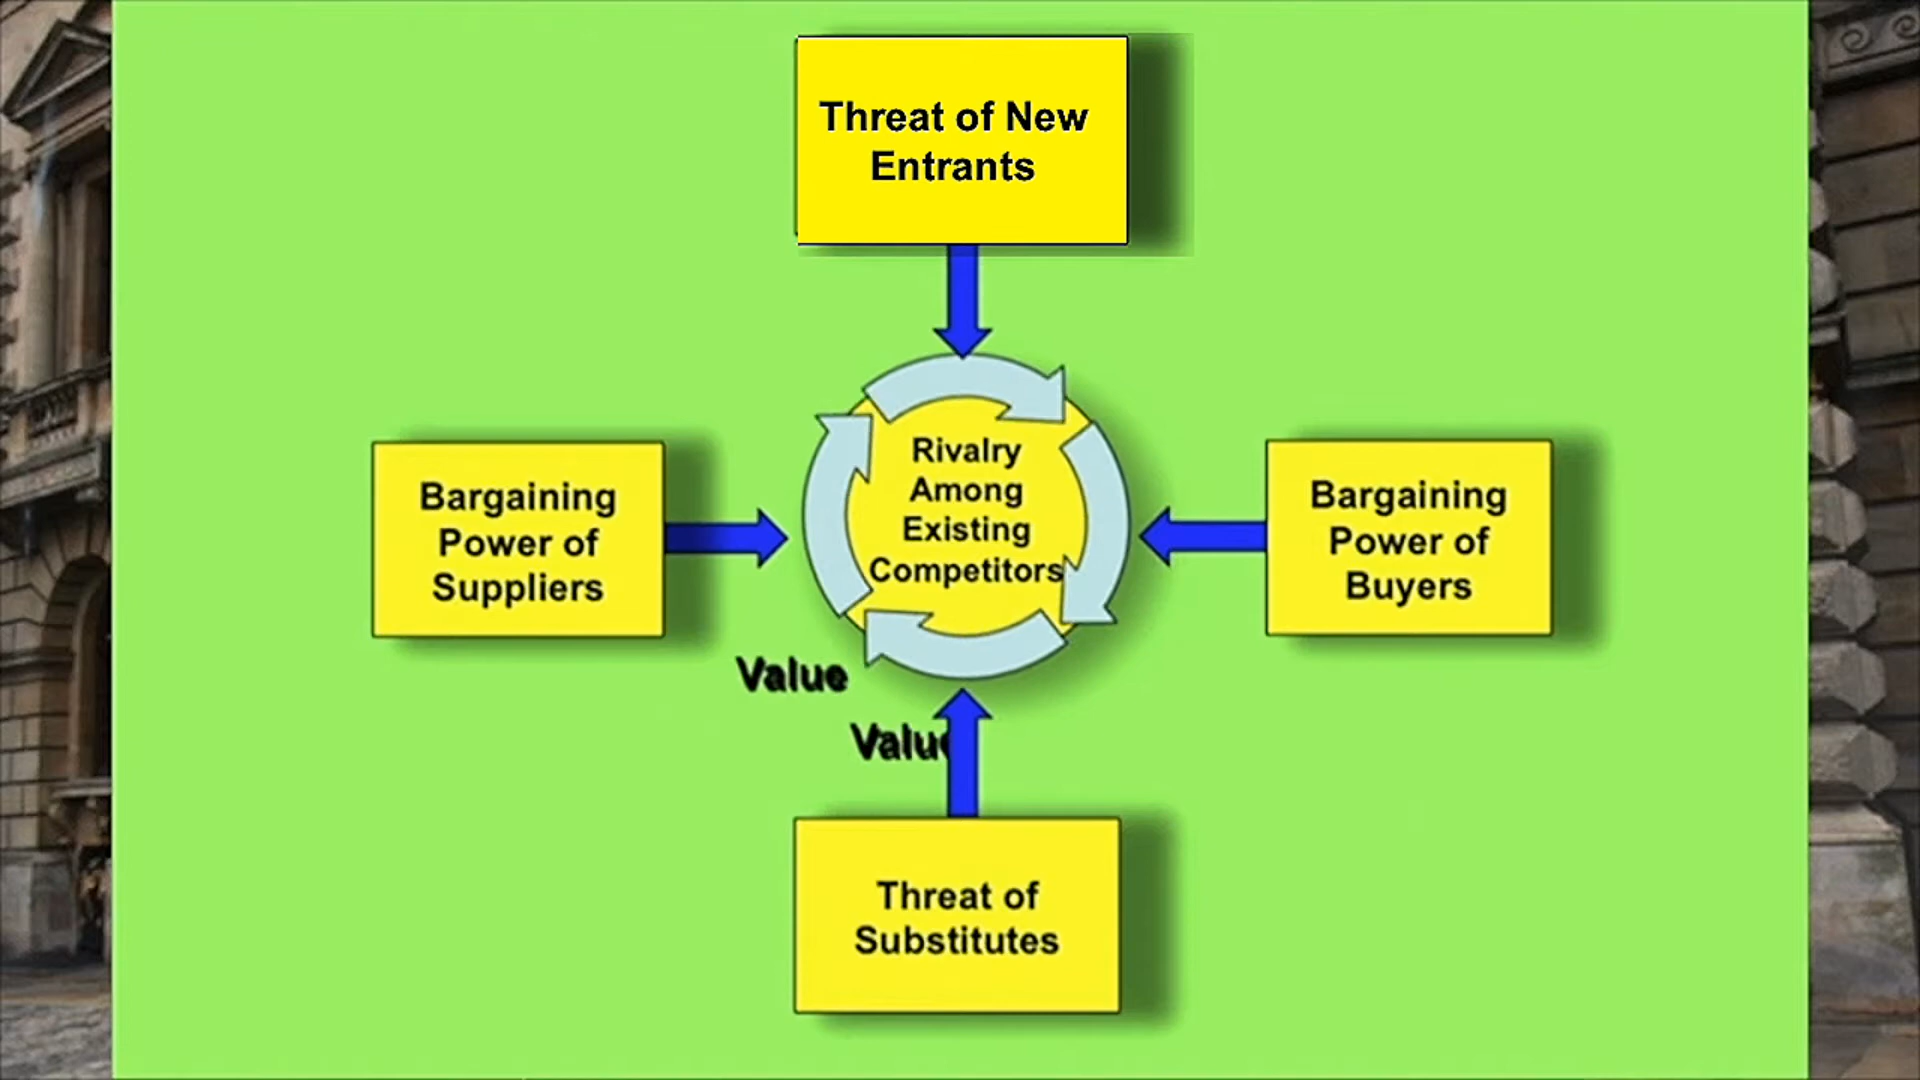 Threat of New
Entrants
Bargaining
Power of
Suppliers
Rivalry
Among
Existing
Competitors
Bargaining
Power of
Buyers
Value
Valu
Threat of
Substitutes